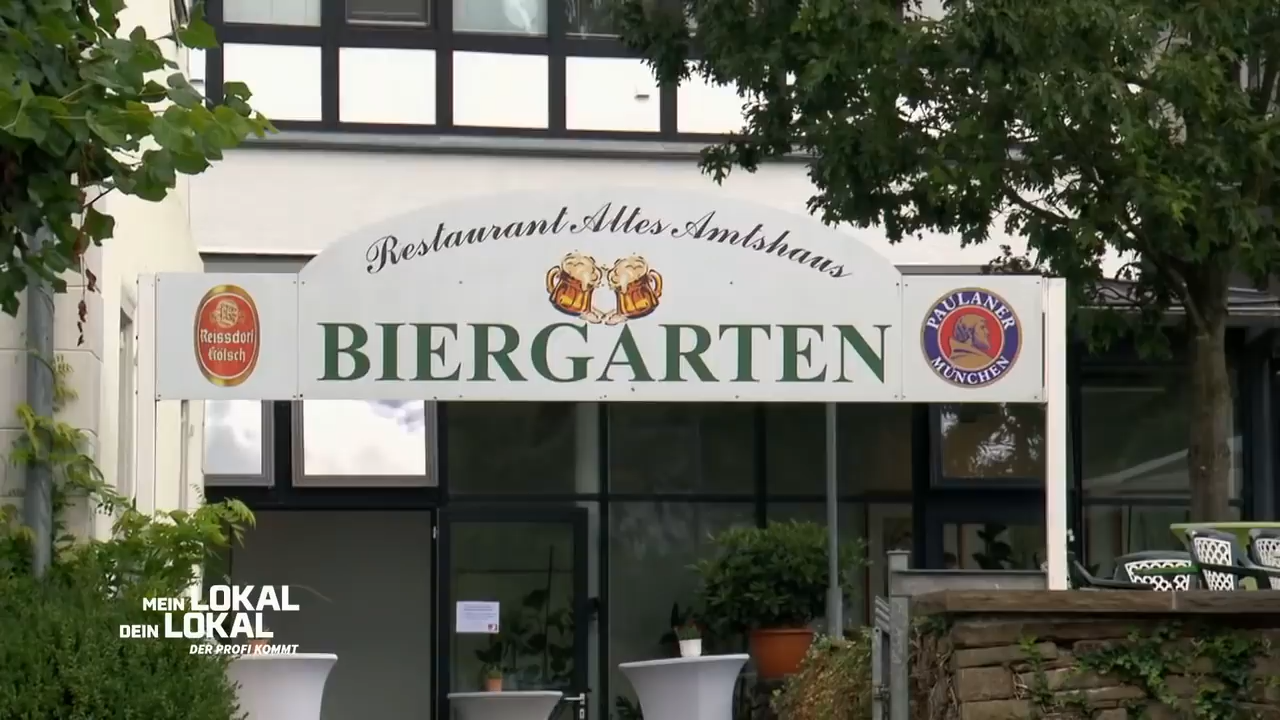 Restaurant Altes Amtshaus
BIERGARTEN
Reissdorf
Kölsch
PAULANER
MÜNCHEN
MEIN LOKAL
DEIN LOKAL
DER PROFI KOMMT